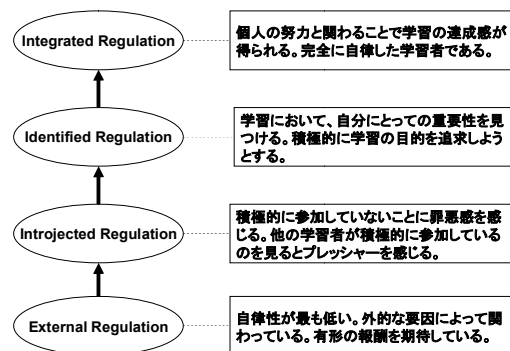 Integrated Regulation
個人の努力と関わることで学習の達成感が
得られる。完全に自律した学習者である。
Identified Regulation
学習において、自分にとっての重要性を見
つける。積極的に学習の目的を追求しよう
とする。
Introjected Regulation
積極的に参加していないことに罪悪感を感
じる。他の学習者が積極的に参加している
のを見るとプレッシャーを感じる。
External Regulation
自律性が最も低い。外的な要因によって関
わっている。有形の報酬を期待している。